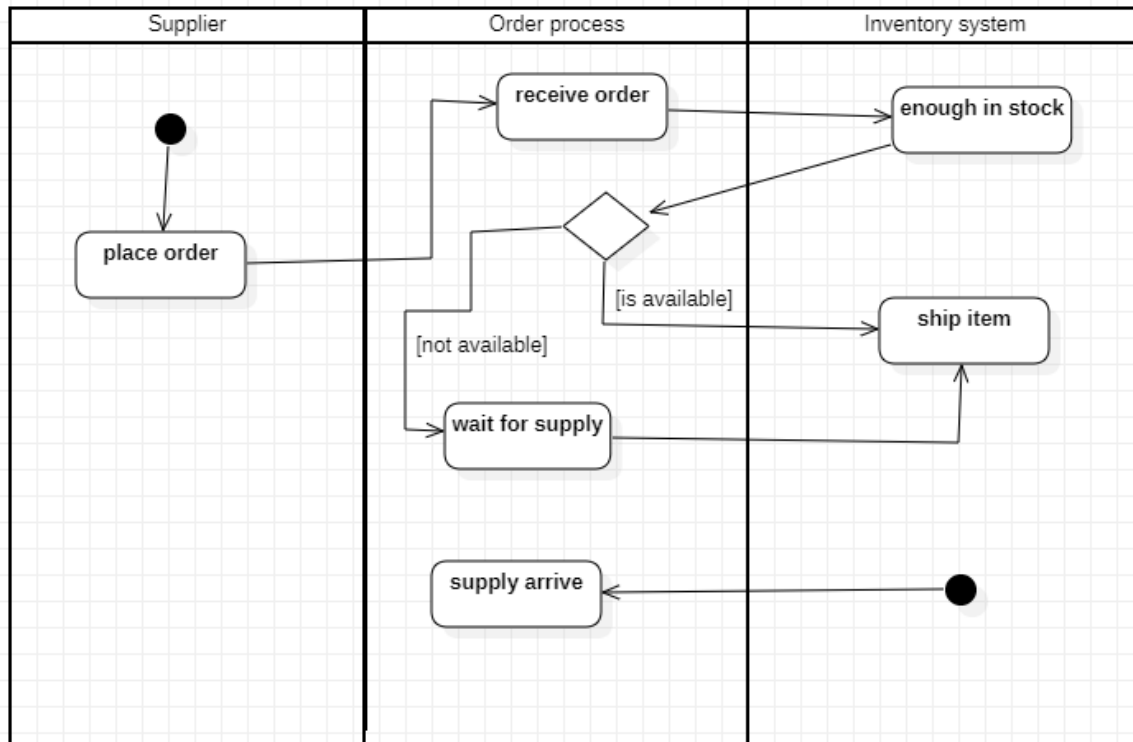 Supplier
Order process
Inventory system
receive order
enough in stock
place order
[is available]
ship item
[not available]
wait for supply
supply arrive